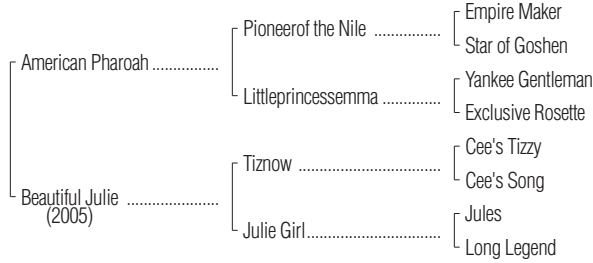 Empire Maker
Pioneerof the Nile ................
Star of Goshen
American Pharoah ................
Yankee Gentleman
Littleprincessemma ..............
Exclusive Rosette
Cee's Tizzy
Tiznow ..................................
Cee's Song
Beautiful Julie ......................
(2005)
Jules
Julie Girl................................
Long Legend